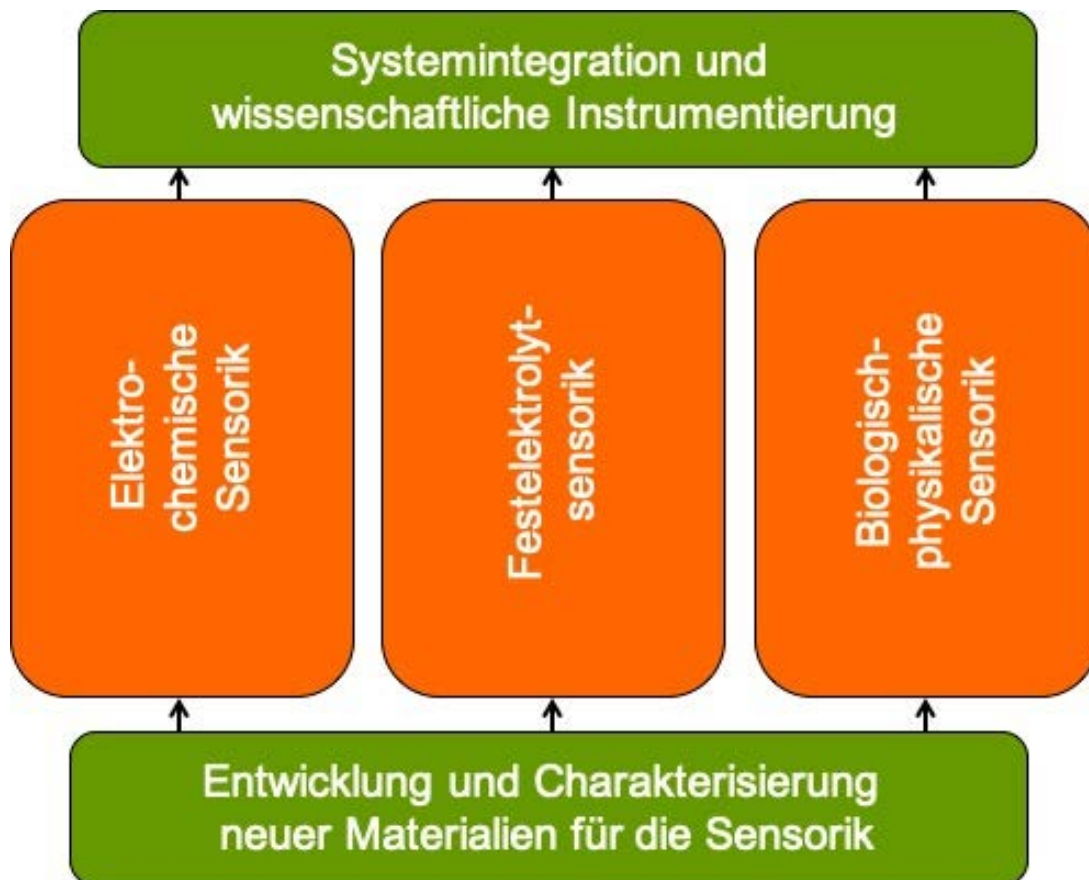 Systemintegration und
wissenschaftliche Instrumentierung
Elektro-
chemische
Sensorik
Festelektrolyt-
sensorik
Biologisch-
physikalische
Sensorik
Entwicklung und Charakterisierung
neuer Materialien für die Sensorik